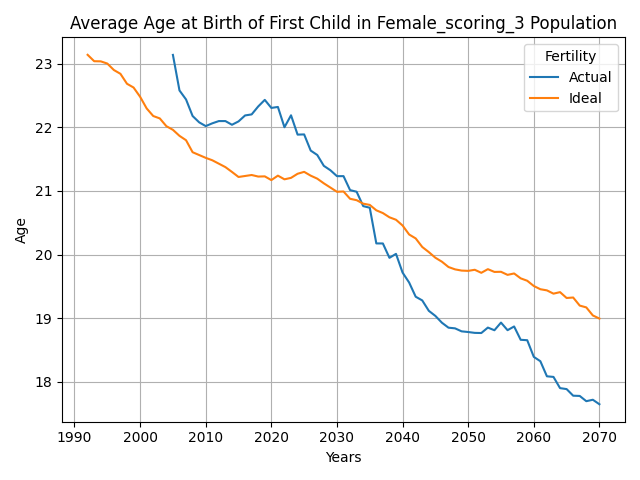 Average Age at Birth of First Child in Female_scoring_3 Population
Fertility
Actual
Ideal
23
22
21
20
19
18
Age
1990
2000
2010
2020
2030
2040
2050
2060
2070
Years